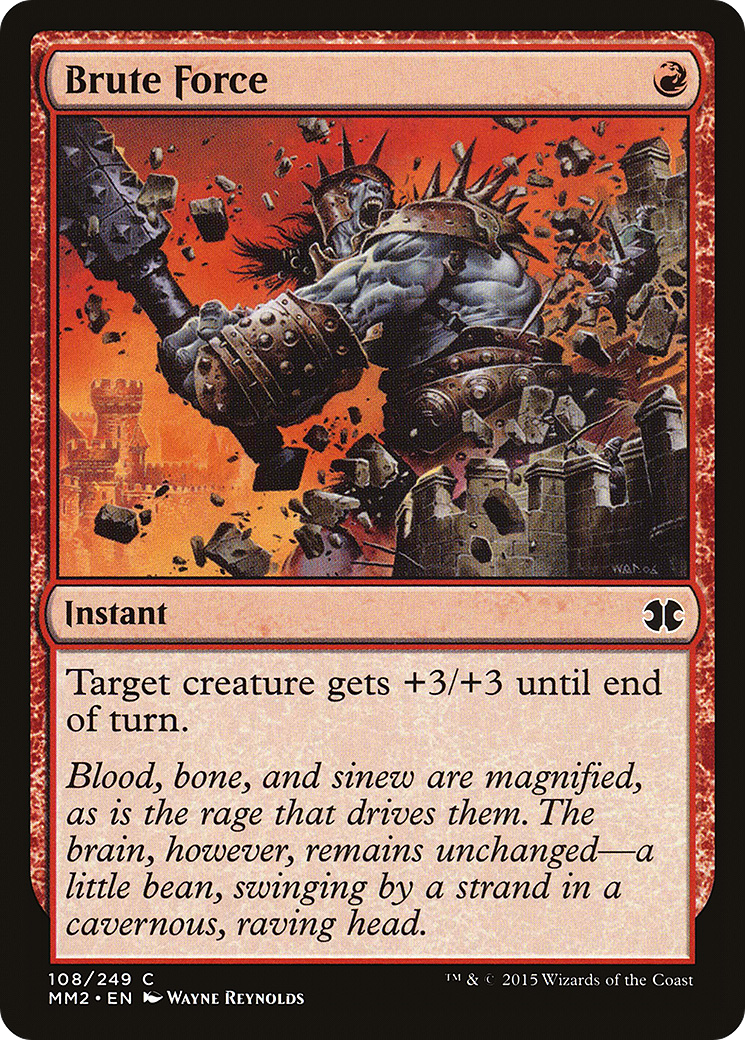 Brute Force
Instant
Target creature gets +3/+3 until end
of turn.
Blood, bone, and sinew are magnified,
as is the rage that drives them. The
brain, however, remains unchanged—a
little bean, swinging by a strand in a
cavernous, raving head.
108/249 C
MM2 • EN Wayne Reynolds
™ & © 2015 Wizards of the Coast